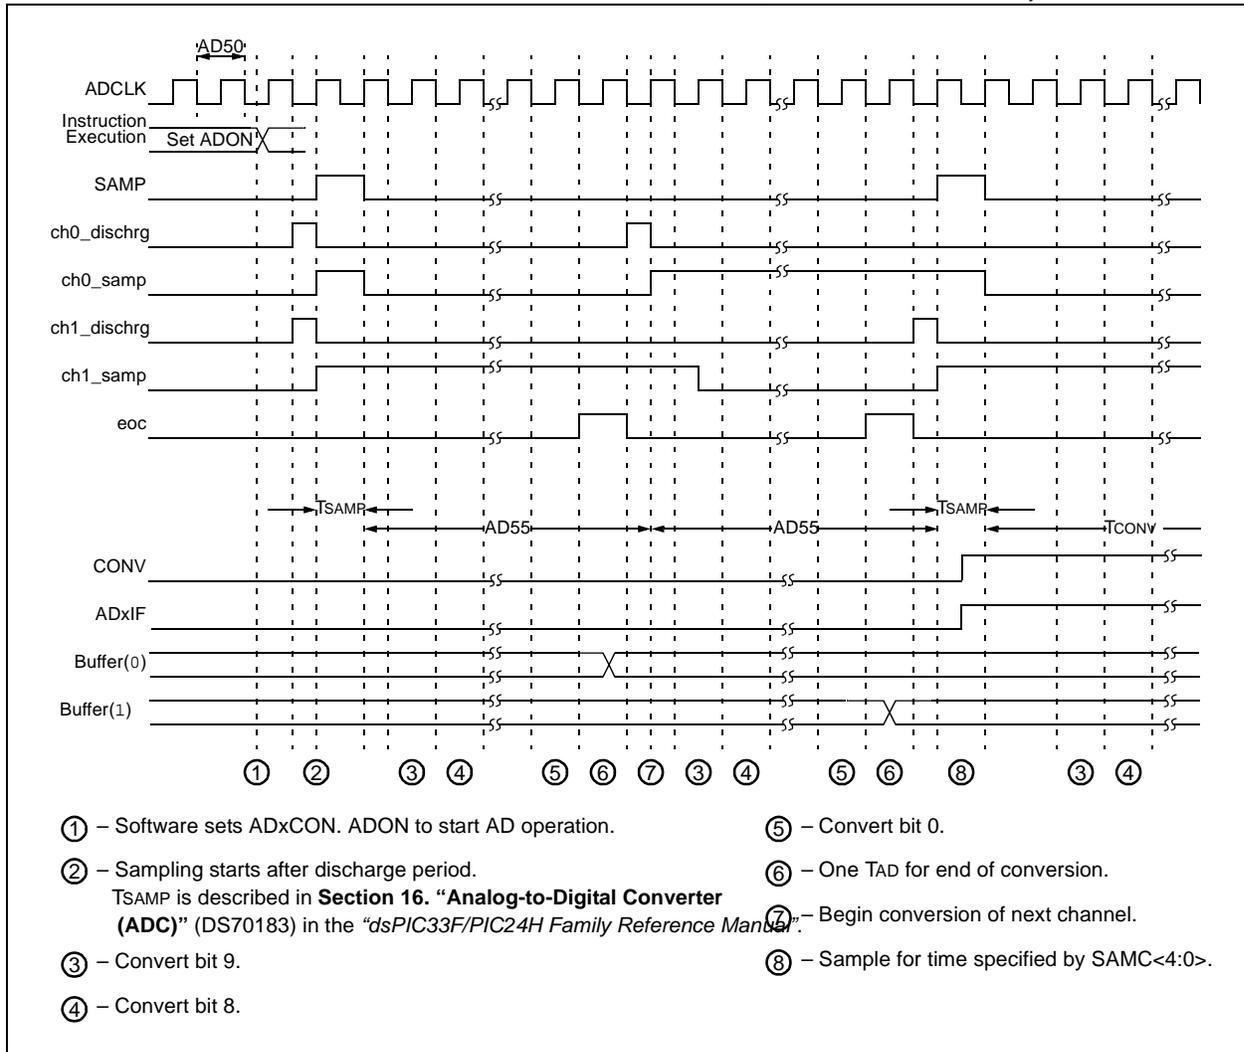 AD50
ADCLK
Instruction
Execution
Set ADON
SAMP
ch0_dischrg
ch0_samp
ch1_dischrg
ch1_samp
eoc
TSAMP
TSAMP
AD55
AD55
TCONV
CONV
ADxIF
Buffer(0)
Buffer(1)
1 2 3 4 5 6 7 3 4 5 6 8 3 4
1 – Software sets ADxCON. ADON to start AD operation.
2 – Sampling starts after discharge period.
TSAMP is described in Section 16. “Analog-to-Digital Converter
(ADC)” (DS70183) in the “dsPIC33F/PIC24H Family Reference Manual”.
3 – Convert bit 9.
4 – Convert bit 8.
5 – Convert bit 0.
6 – One TAD for end of conversion.
7 – Begin conversion of next channel.
8 – Sample for time specified by SAMC<4:0>.